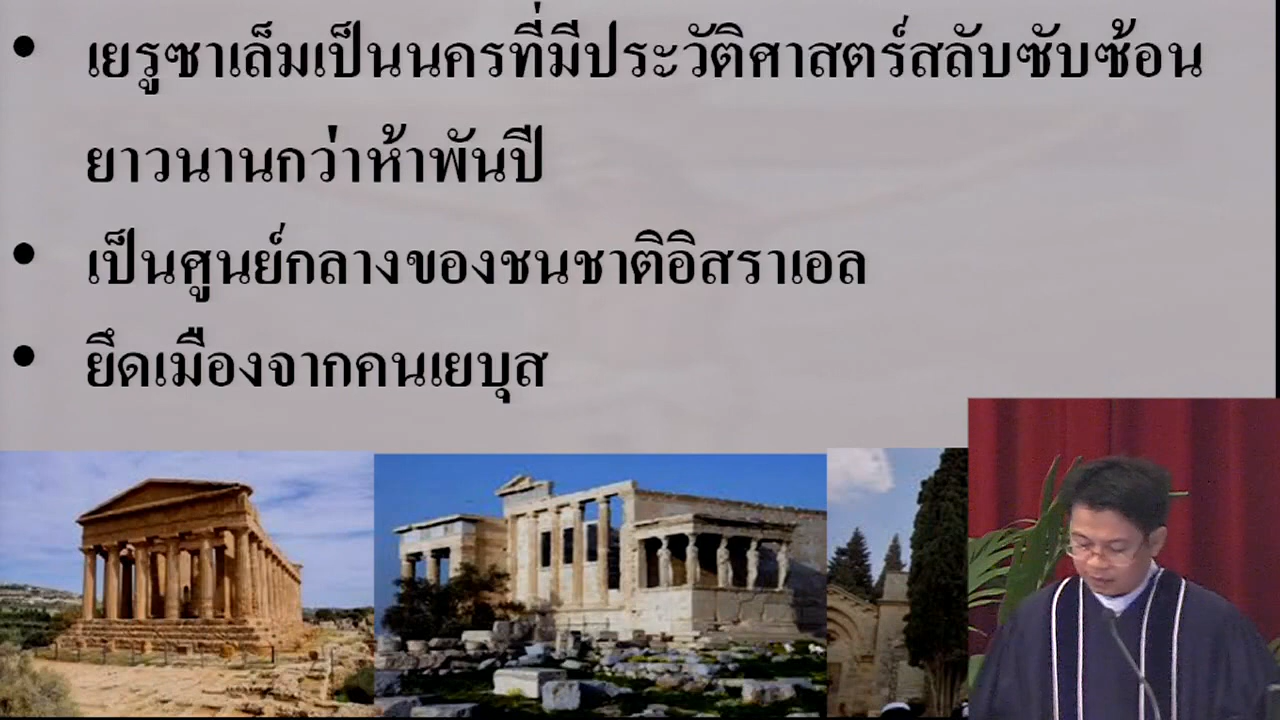 • เยรูซาเล็มเป็นนครที่มีประวัติศาสตร์สลับซับซ้อน
ยาวนานกว่าห้าพันปี
• เป็นศูนย์กลางของชนชาติอิสราเอล
• ยึดเมืองจากคนเยบุส